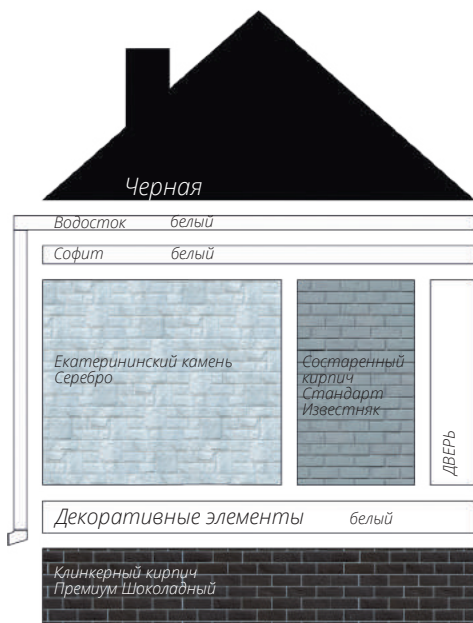 Черная
Водосток белый
Софит белый
Екатерининский камень
Серебро
Состаренный
кирпич
Стандарт
Известняк
ДВЕРЬ
Декоративные элементы белый
Клинкерный кирпич
Премиум Шоколадный